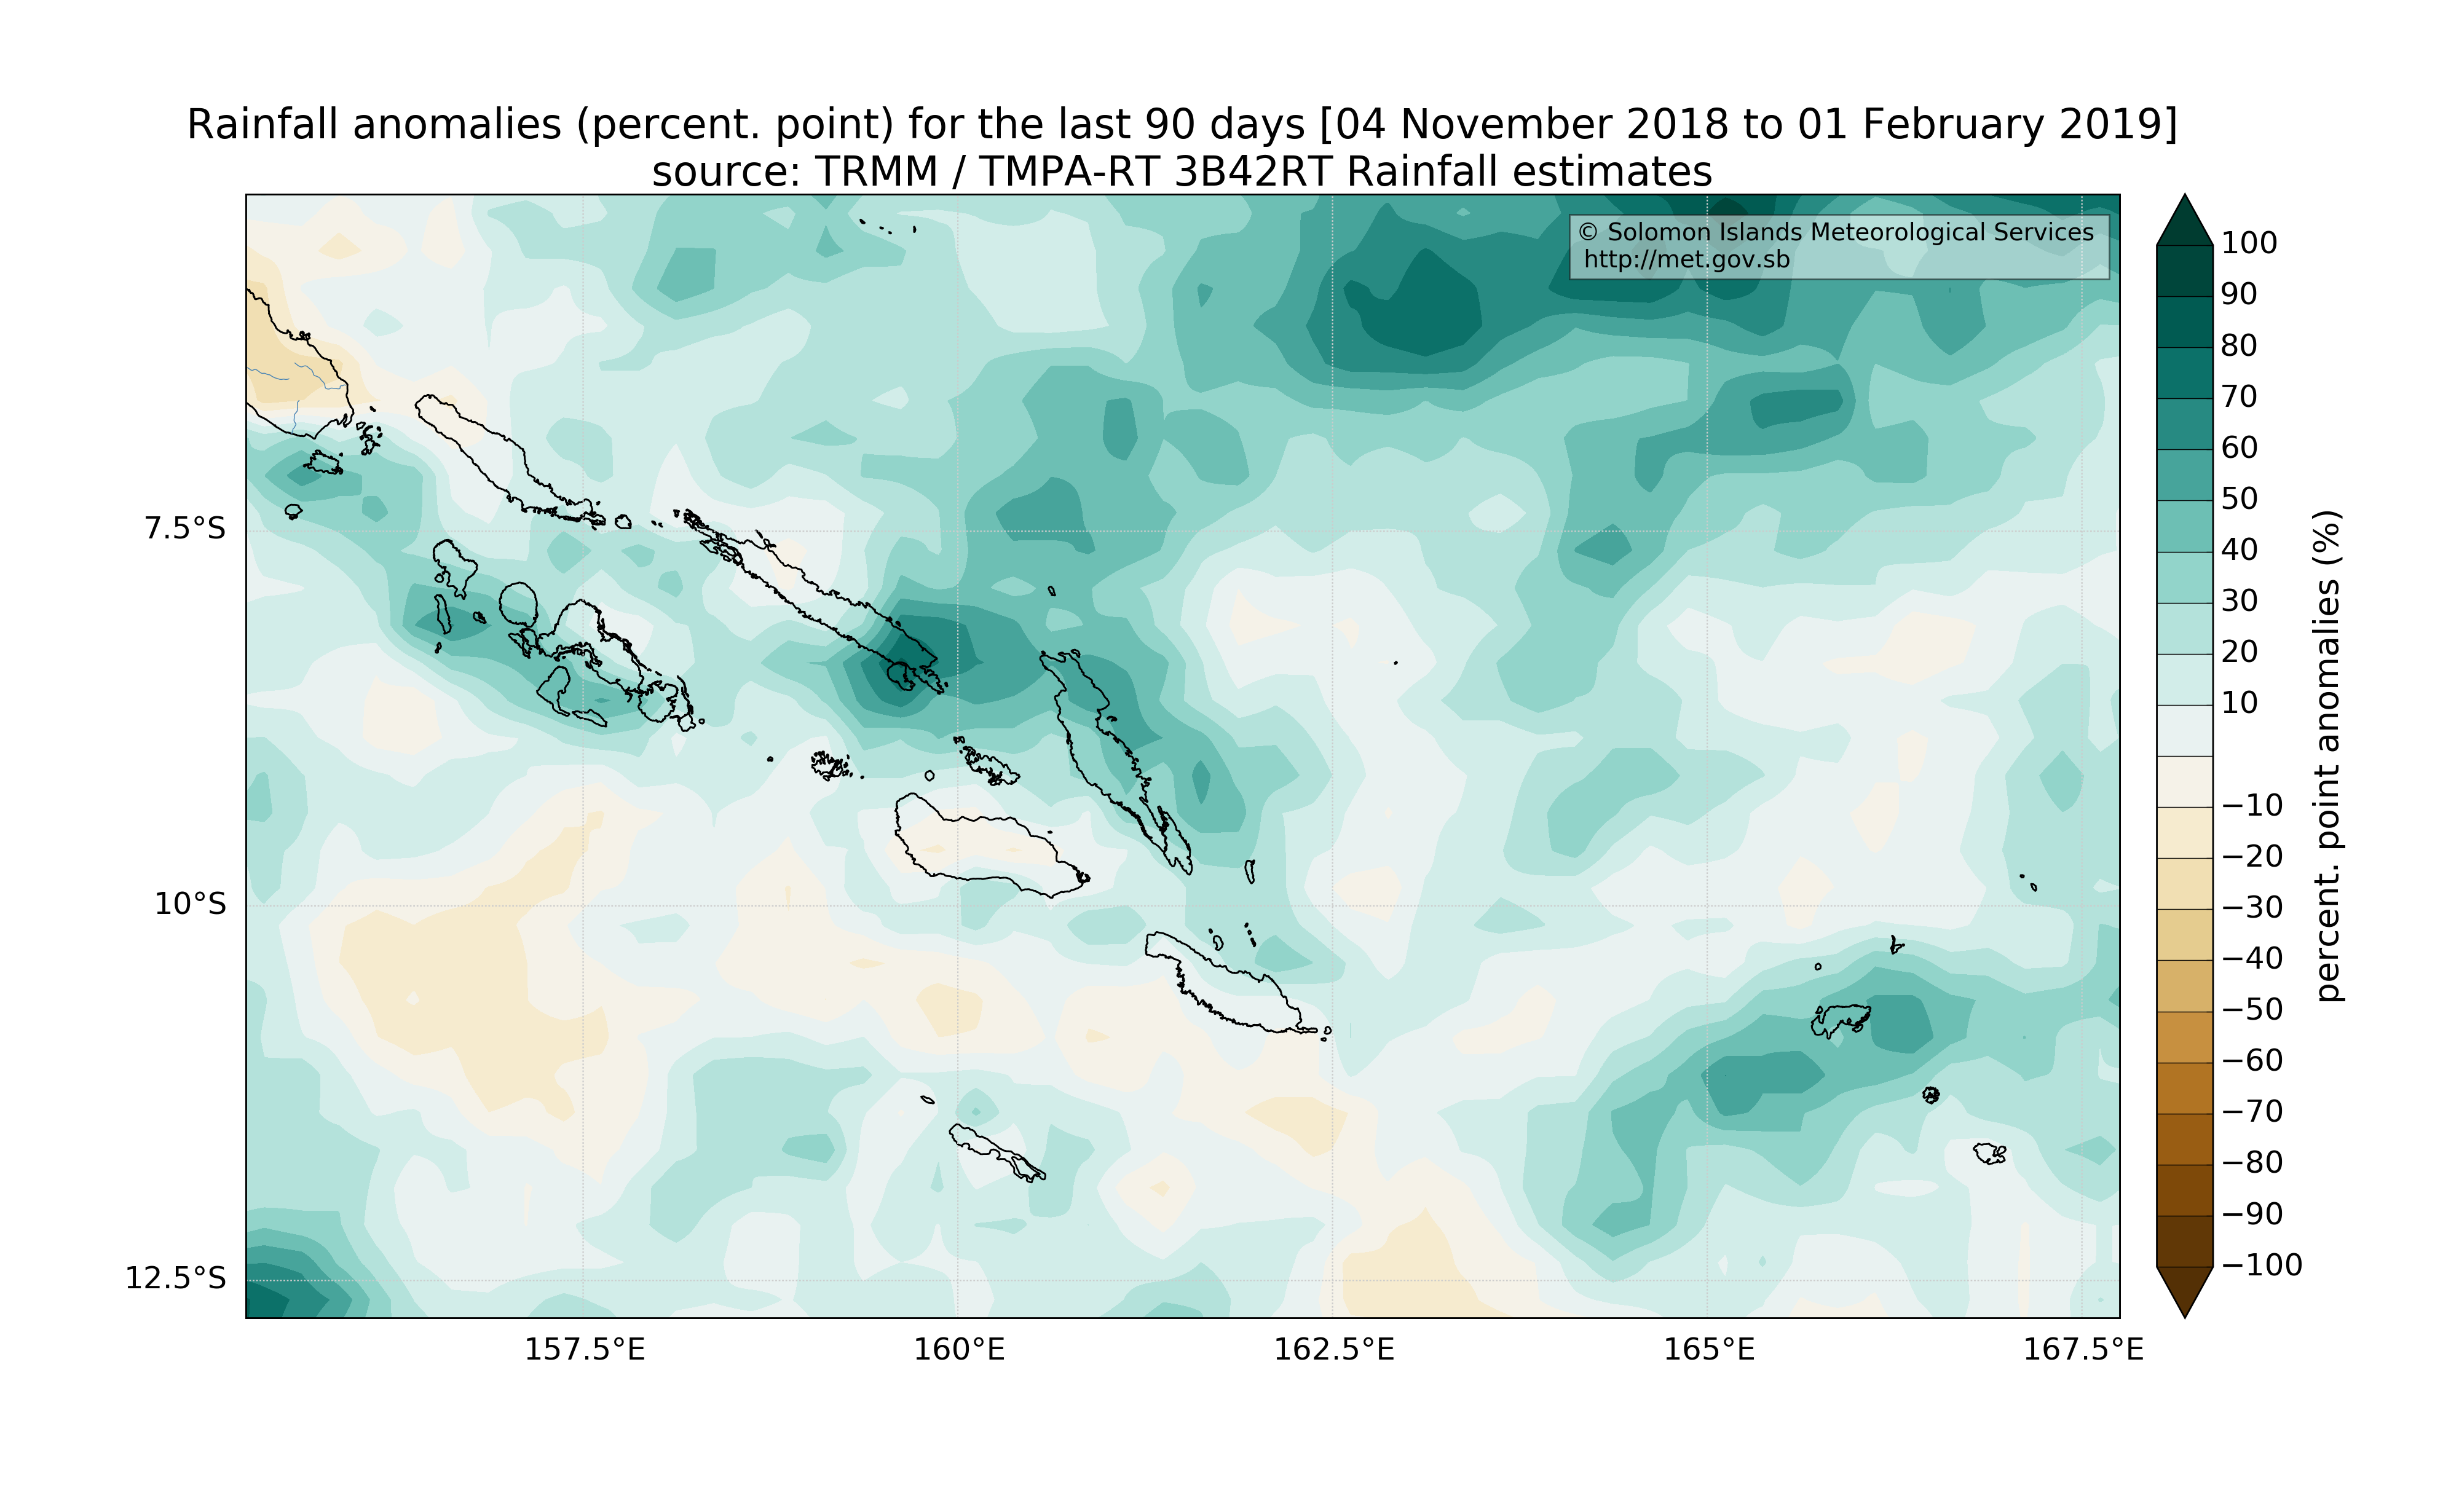 Rainfall anomalies (percent. point) for the last 90 days [04 November 2018 to 01 February 2019]
source: TRMM / TMPA-RT 3B42RT Rainfall estimates
© Solomon Islands Meteorological Services
http://met.gov.sb
7.5°S
10°S
12.5°S
157.5°E
160°E
162.5°E
165°E
167.5°E
100
90
80
70
60
50
40
30
20
10
−10
−20
−30
−40
−50
−60
−70
−80
−90
−100
percent. point anomalies (%)